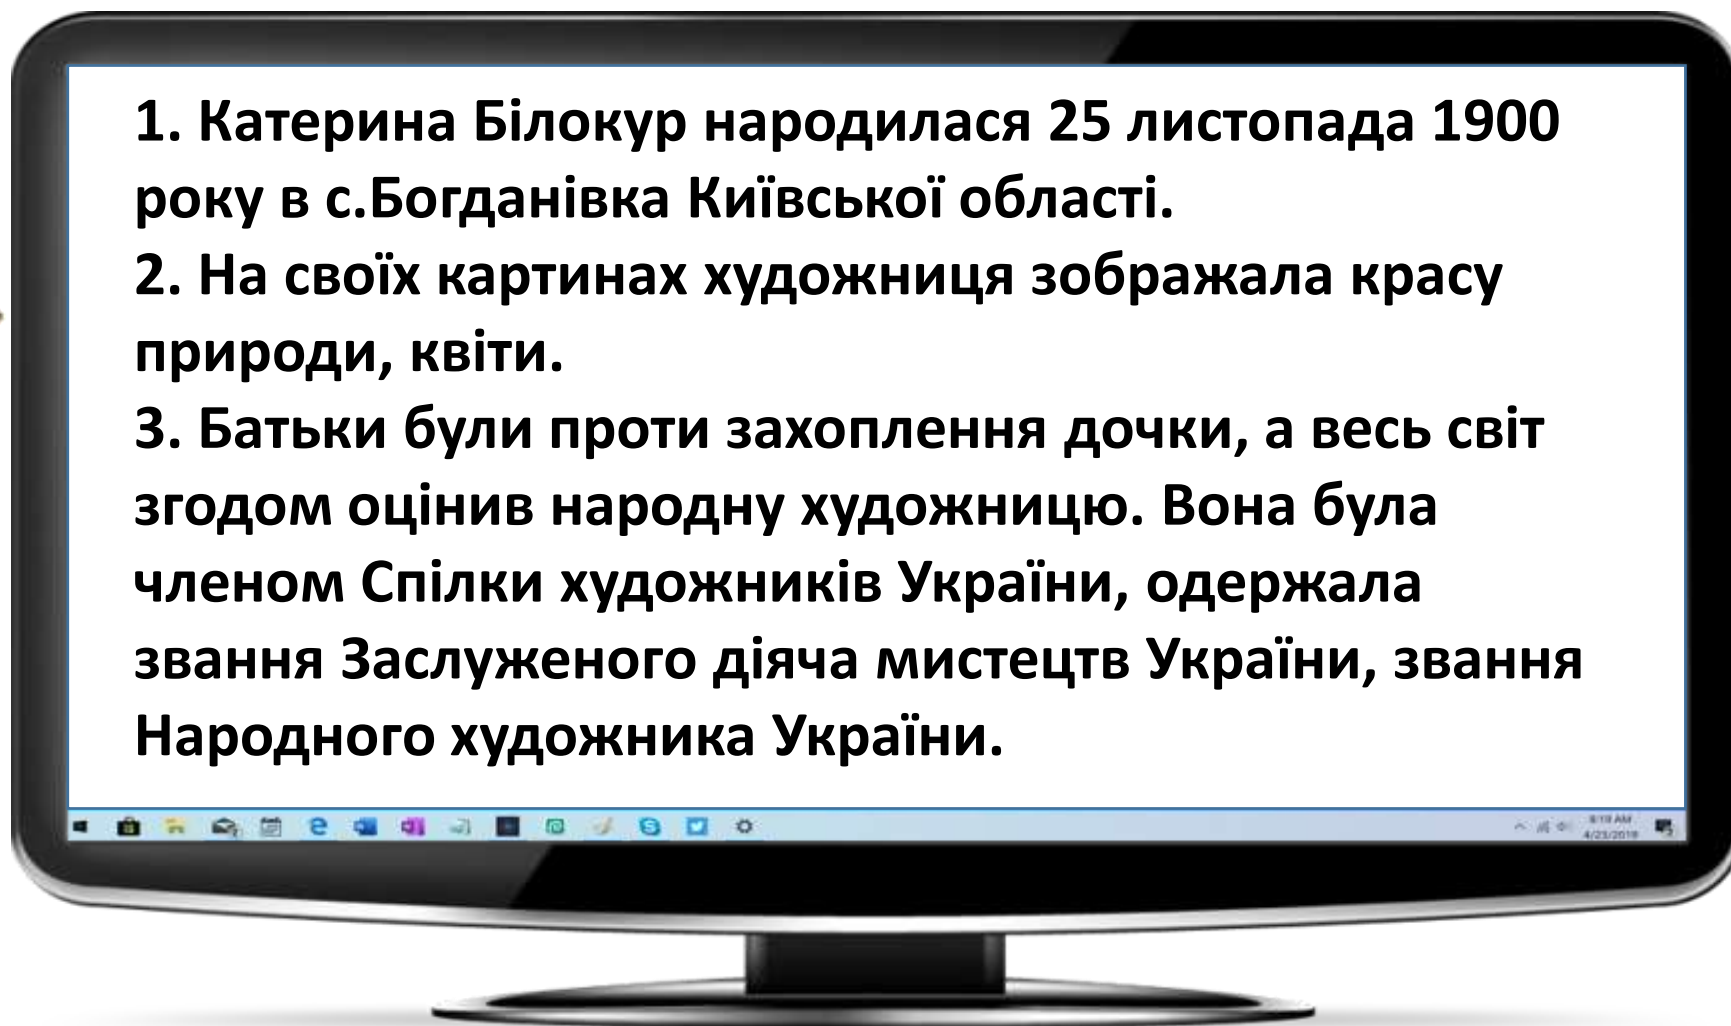 1. Катерина Білокур народилася 25 листопада 1900
року в с.Богданівка Київської області.
2. На своїх картинах художниця зображала красу
природи, квіти.
3. Батьки були проти захоплення дочки, а весь світ
згодом оцінив народну художницю. Вона була
членом Спілки художників України, одержала
звання Заслуженого діяча мистецтв України, звання
Народного художника України.